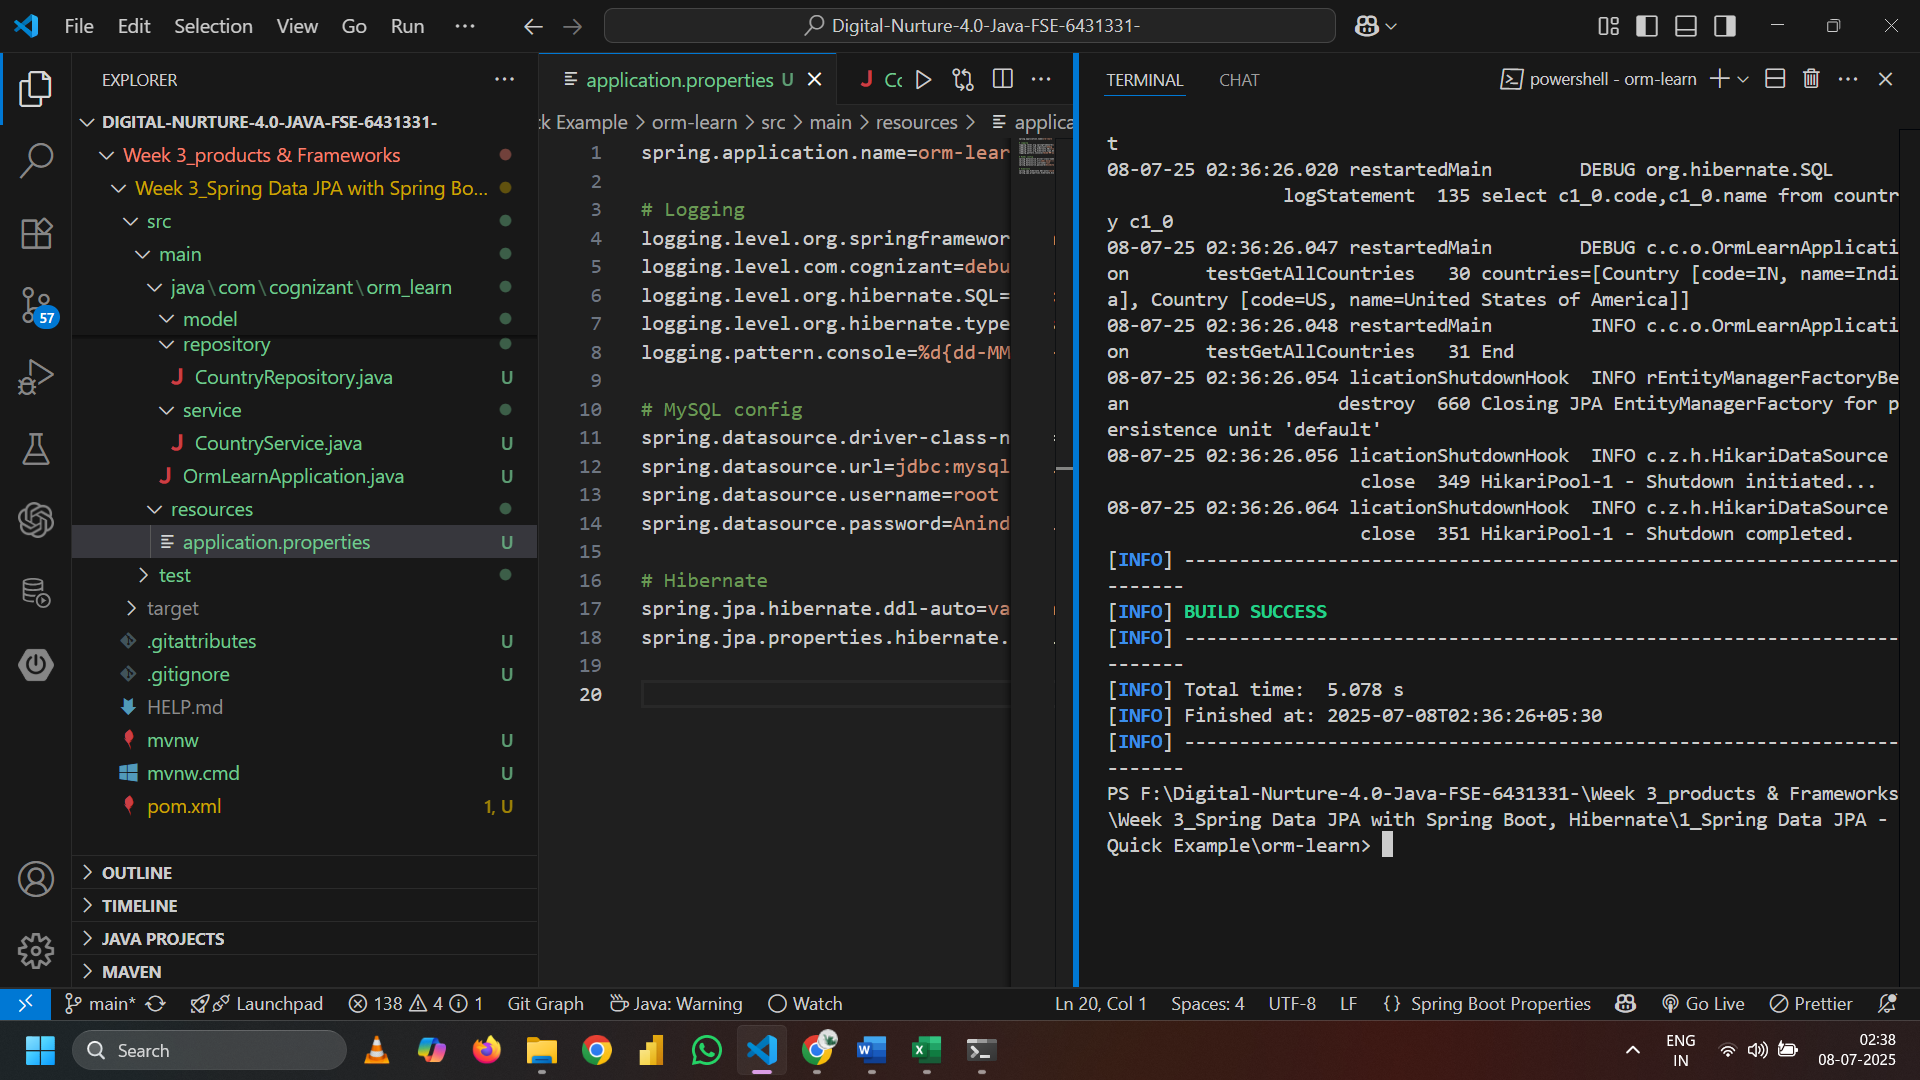 File Edit Selection View Go Run ··· Digital-Nurture-4.0-Java-FSE-6431331-
EXPLORER
DIGITAL-NURTURE-4.0-JAVA-FSE-6431331-
Week 3_products & Frameworks
Week 3_Spring Data JPA with Spring Bo...
src
main
java\com\cognizant\orm_learn
model
repository
CountryRepository.java U
service
CountryService.java U
OrmLearnApplication.java U
resources
application.properties U
test
target
.gitattributes U
.gitignore U
HELP.md
mvnw U
mvnw.cmd U
pom.xml 1, U
OUTLINE
TIMELINE
JAVA PROJECTS
MAVEN
application.properties U
ck Example > orm-learn > src > main > resources > applica
1 spring.application.name=orm-lear
2
3 # Logging
4 logging.level.org.springframewor
5 logging.level.com.cognizant=debu
6 logging.level.org.hibernate.SQL=
7 logging.level.org.hibernate.type
8 logging.pattern.console=%d{dd-MM
9
10 # MySQL config
11 spring.datasource.driver-class-n
12 spring.datasource.url=jdbc:mysql
13 spring.datasource.username=root
14 spring.datasource.password=Anind
15
16 # Hibernate
17 spring.jpa.hibernate.ddl-auto=va
18 spring.jpa.properties.hibernate.
19
20
TERMINAL CHAT powershell - orm-learn
t
08-07-25 02:36:26.020 restartedMain DEBUG org.hibernate.SQL
logStatement 135 select c1_0.code,c1_0.name from countr
y c1_0
08-07-25 02:36:26.047 restartedMain DEBUG c.c.o.OrmLearnApplicati
on testGetAllCountries 30 countries=[Country [code=IN, name=Indi
a], Country [code=US, name=United States of America]]
08-07-25 02:36:26.048 restartedMain INFO c.c.o.OrmLearnApplicati
on testGetAllCountries 31 End
08-07-25 02:36:26.054 licationShutdownHook INFO rEntityManagerFactoryBe
an destroy 660 Closing JPA EntityManagerFactory for p
ersistence unit 'default'
08-07-25 02:36:26.056 licationShutdownHook INFO c.z.h.HikariDataSource
close 349 HikariPool-1 - Shutdown initiated...
08-07-25 02:36:26.064 licationShutdownHook INFO c.z.h.HikariDataSource
close 351 HikariPool-1 - Shutdown completed.
[INFO] -----------------------------------------------------------------
-------
[INFO] BUILD SUCCESS
[INFO] -----------------------------------------------------------------
-------
[INFO] Total time:  5.078 s
[INFO] Finished at: 2025-07-08T02:36:26+05:30
[INFO] -----------------------------------------------------------------
-------
PS F:\Digital-Nurture-4.0-Java-FSE-6431331-\Week 3_products & Frameworks
\Week 3_Spring Data JPA with Spring Boot, Hibernate\1_Spring Data JPA -
Quick Example\orm-learn>
57
main* Launchpad 138 4 1 Git Graph Java: Warning Watch Ln 20, Col 1 Spaces: 4 UTF-8 LF {} Spring Boot Properties Go Live Prettier
Search
ENG
IN
02:38
08-07-2025